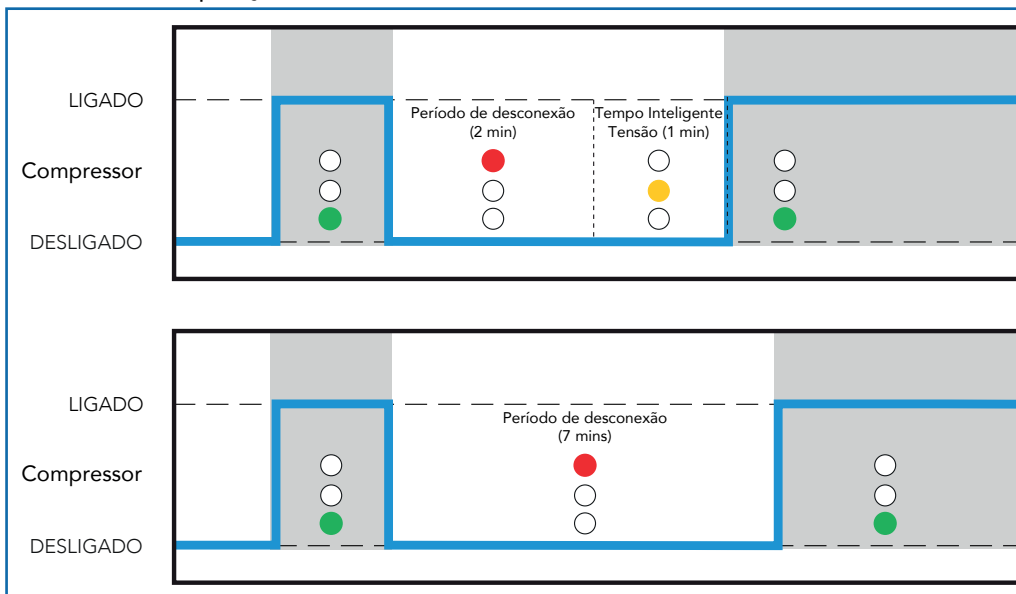 LIGADO
Período de desconexão
(2 min)
Tempo Inteligente
Tensão (1 min)
Compressor
DESLIGADO
LIGADO
Período de desconexão
(7 mins)
Compressor
DESLIGADO